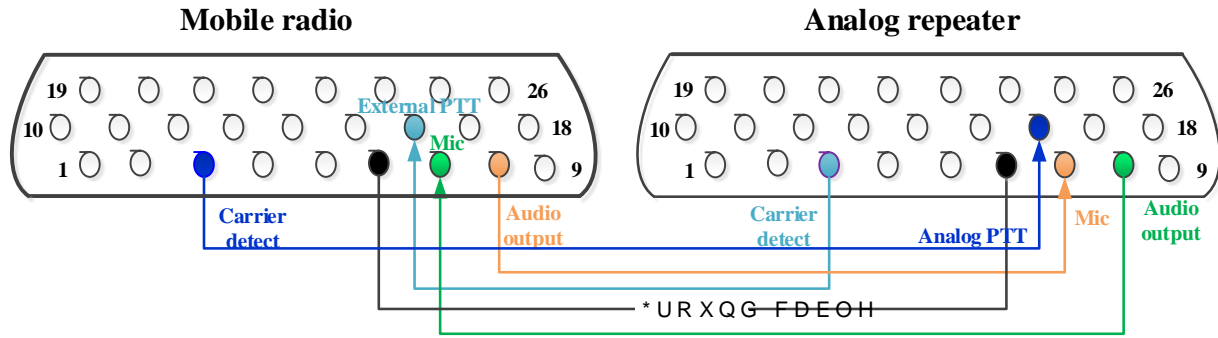 Mobile radio
Analog repeater
19
26
19
26
External PTT
10
18
10
18
Mic
1
9
1
9
Carrier
detect
Audio
output
Carrier
detect
Analog PTT
Mic
Audio
output
*URXQG FDEOH